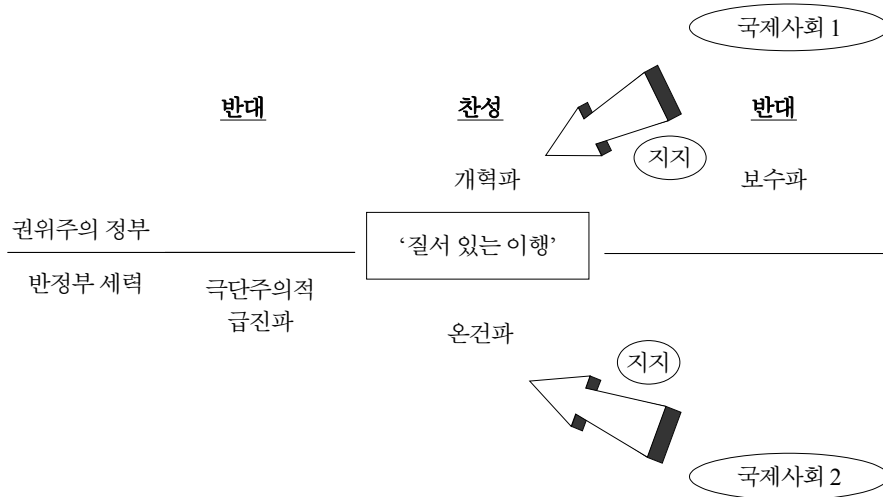 국제사회 1
반대
찬성
반대
지지
개혁파
보수파
권위주의 정부
‘질서 있는 이행’
반정부 세력
극단주의적
급진파
온건파
지지
국제사회 2